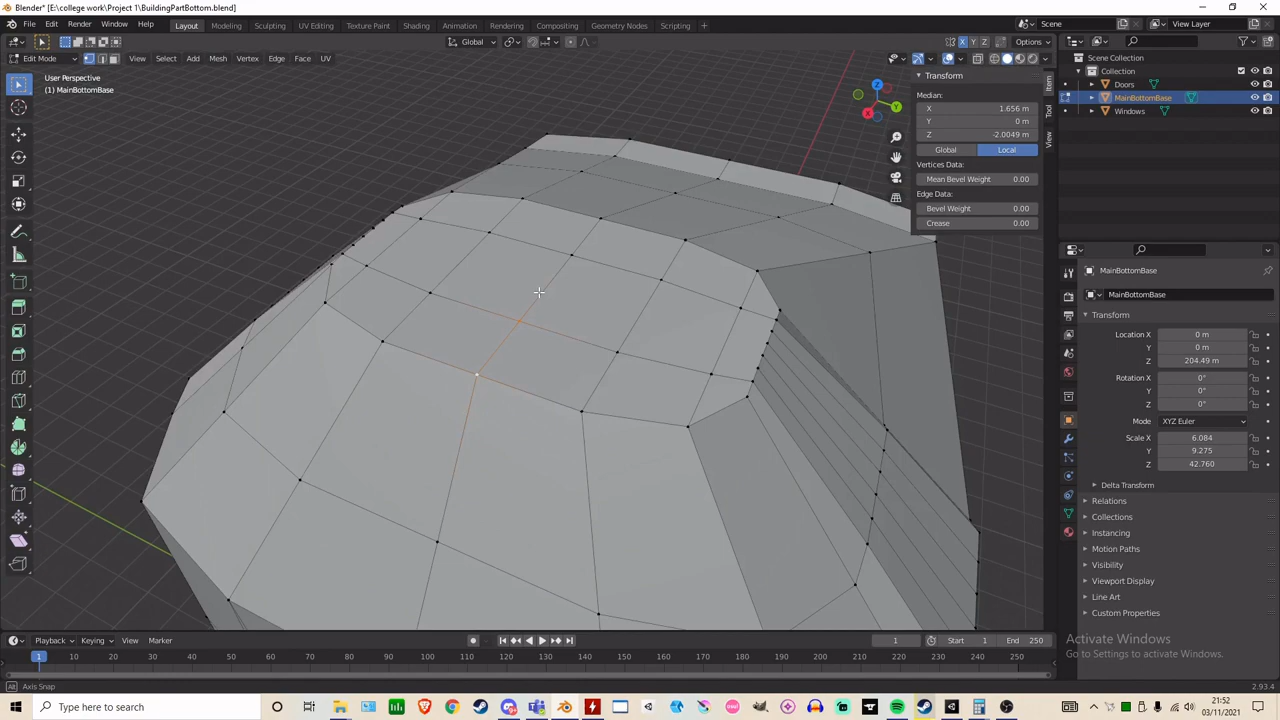 Blender* [E:\college work\Project 1\BuildingPartBottom.blend]
File Edit Render Window Help Layout Modeling Sculpting UV Editing Texture Paint Shading Animation Rendering Compositing Geometry Nodes Scripting + Scene View Layer
Global X Y Z Options
Edit Mode View Select Add Mesh Vertex Edge Face UV
User Perspective
(1) MainBottomBase
Transform
Median:
X 1.656 m
Y 0 m
Z -2.0049 m
Global Local
Vertices Data:
Mean Bevel Weight 0.00
Edge Data:
Bevel Weight 0.00
Crease 0.00
Item
Tool
View
Z
Y
X
Scene Collection
Collection
Doors
MainBottomBase
Windows
MainBottomBase
MainBottomBase
Transform
Location X 0 m
Y 0 m
Z 204.49 m
Rotation X 0°
Y 0°
Z 0°
Mode XYZ Euler
Scale X 6.084
Y 9.275
Z 42.760
Delta Transform
Relations
Collections
Instancing
Motion Paths
Visibility
Viewport Display
Line Art
Custom Properties
Activate Windows
Go to Settings to activate Windows.
Playback Keying View Marker 1 Start 1 End 250
1 10 20 30 40 50 60 70 80 90 100 110 120 130 140 150 160 170 180 190 200 210 220 230 240 250
Axis Snap 2.93.4
Type here to search
21:52
03/11/2021